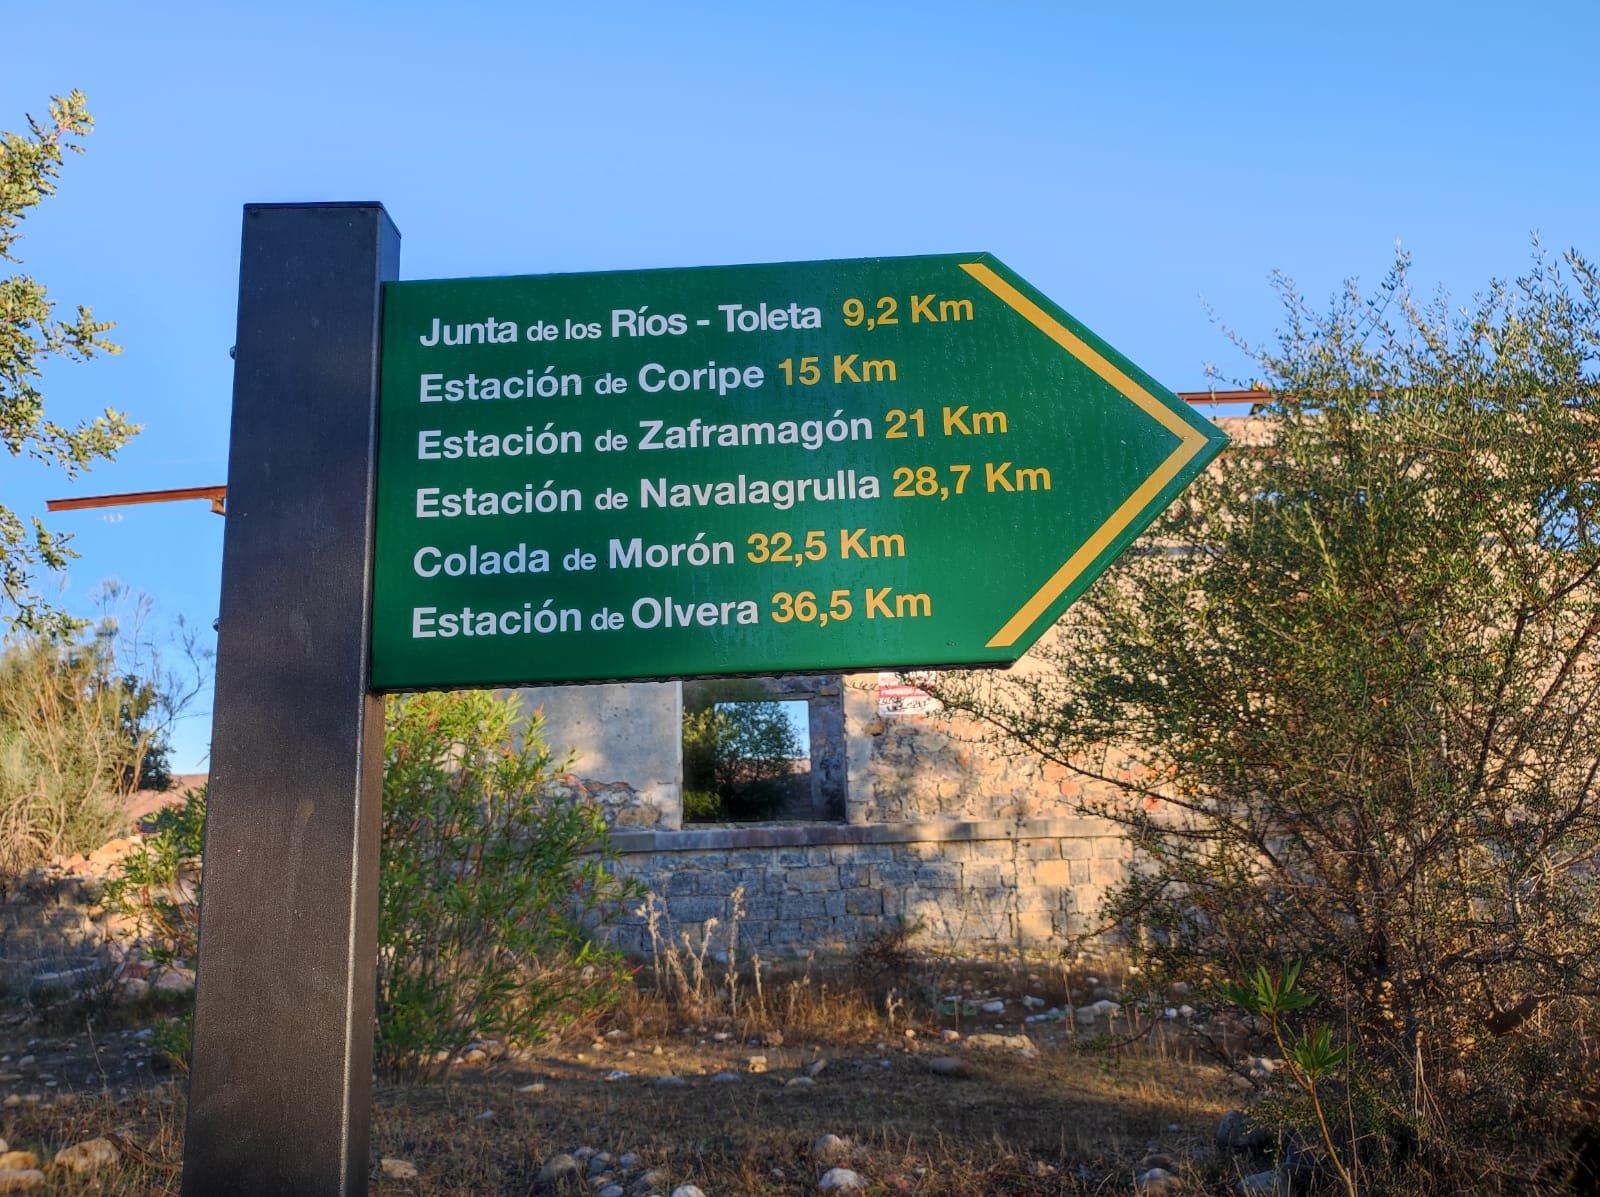 Junta de los Ríos - Toleta 9,2 Km
Estación de Coripe 15 Km
Estación de Zaframagón 21 Km
Estación de Navalagrulla 28,7 Km
Colada de Morón 32,5 Km
Estación de Olvera 36,5 Km